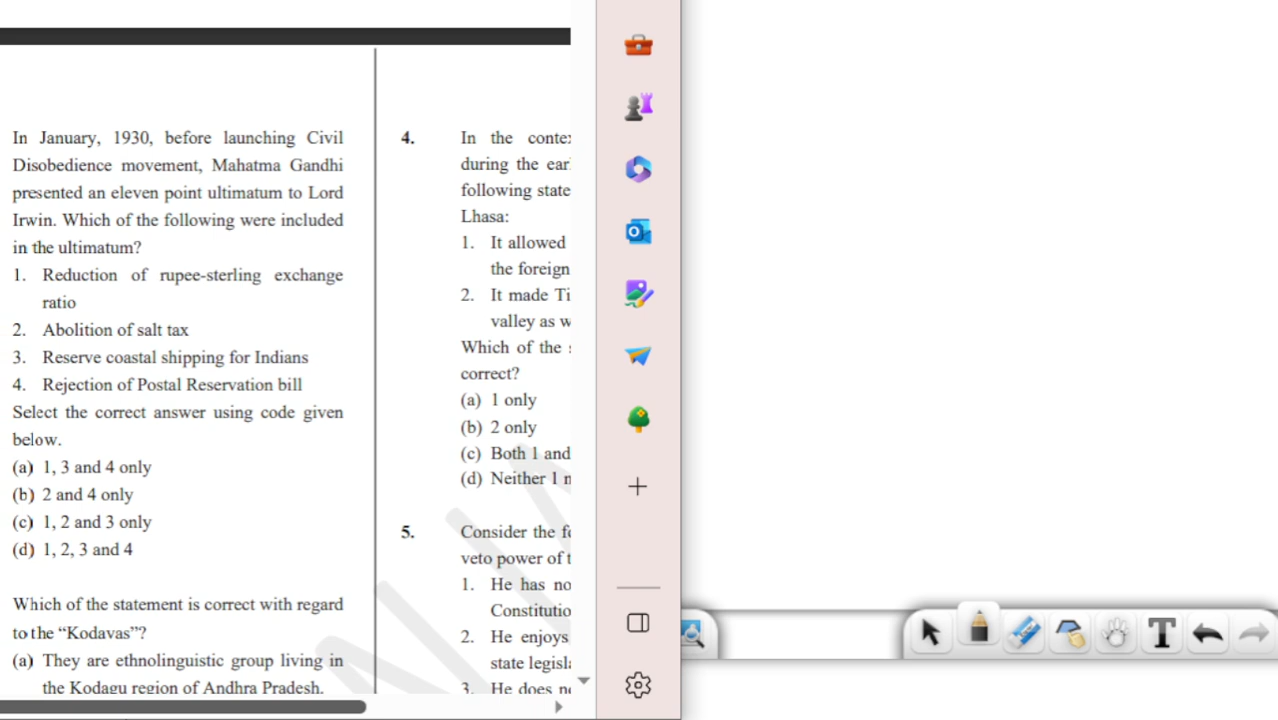 In January, 1930, before launching Civil
Disobedience movement, Mahatma Gandhi
presented an eleven point ultimatum to Lord
Irwin. Which of the following were included
in the ultimatum?
1. Reduction of rupee-sterling exchange
ratio
2. Abolition of salt tax
3. Reserve coastal shipping for Indians
4. Rejection of Postal Reservation bill
Select the correct answer using code given
below.
(a) 1, 3 and 4 only
(b) 2 and 4 only
(c) 1, 2 and 3 only
(d) 1, 2, 3 and 4
Which of the statement is correct with regard
to the “Kodavas”?
(a) They are ethnolinguistic group living in
the Kodagu region of Andhra Pradesh.
4. In the
during the
following
Lhasa:
1. It allowed
the foreign
2. It made
valley as
Which of the
correct?
(a) 1 only
(b) 2 only
(c) Both 1 and
(d) Neither 1
5. Consider the
veto power of
1. He has
2. He enjoys
state
3. He does